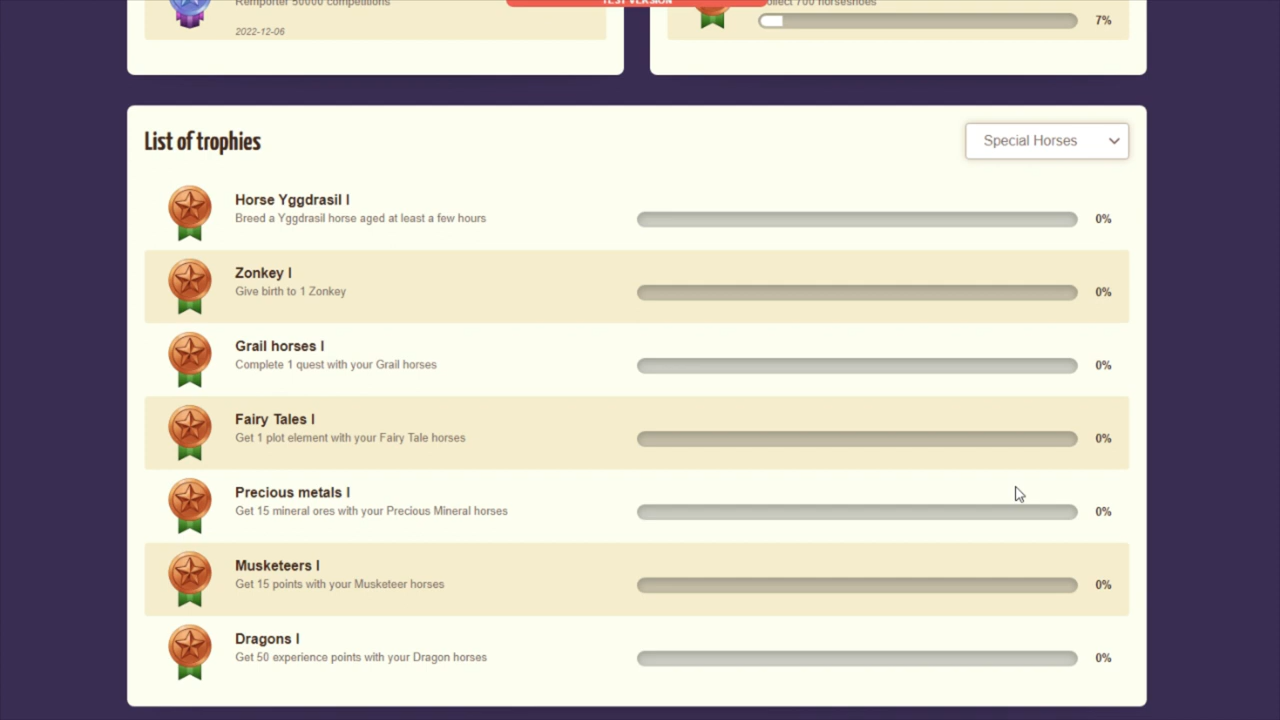 Remporter 50000 compétitions
TEST VERSION
ollect 700 horseshoes
2022-12-06
7%
List of trophies
Special Horses
Horse Yggdrasil I
Breed a Yggdrasil horse aged at least a few hours
0%
Zonkey I
Give birth to 1 Zonkey
0%
Grail horses I
Complete 1 quest with your Grail horses
0%
Fairy Tales I
Get 1 plot element with your Fairy Tale horses
0%
Precious metals I
Get 15 mineral ores with your Precious Mineral horses
0%
Musketeers I
Get 15 points with your Musketeer horses
0%
Dragons I
Get 50 experience points with your Dragon horses
0%